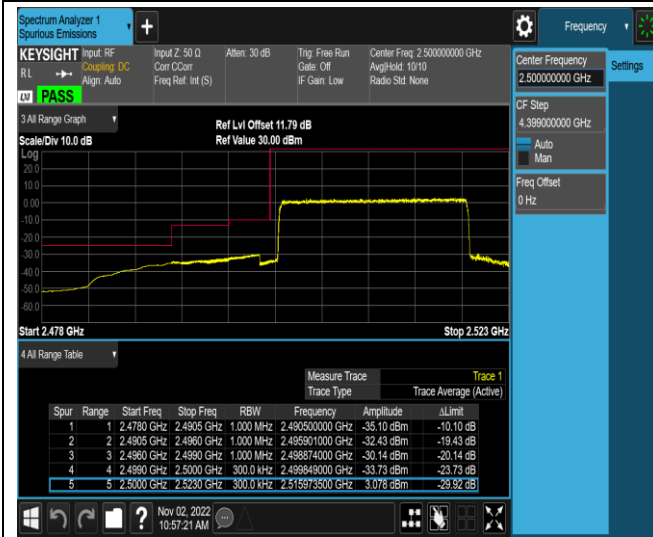 Spectrum Analyzer 1
Spurious Emissions
Frequency
KEYSIGHT Input: RF Input Z: 50 Ω Atten: 30 dB Trig: Free Run Center Freq: 2.500000000 GHz
R L Coupling: DC Corr CCorr Gate: Off Avg|Hold: 10/10
Align: Auto Freq Ref: Int (S) IF Gain: Low Radio Std: None
LXI PASS
Center Frequency
2.500000000 GHz
Settings
CF Step
4.399000000 GHz
Auto
Man
Freq Offset
0 Hz
3 All Range Graph
Ref Lvl Offset 11.79 dB
Scale/Div 10.0 dB Ref Value 30.00 dBm
Log
20.0
10.0
0.00
-10.0
-20.0
-30.0
-40.0
-50.0
-60.0
Start 2.478 GHz Stop 2.523 GHz
4 All Range Table
Measure Trace Trace 1
Trace Type Trace Average (Active)
Spur Range Start Freq Stop Freq RBW Frequency Amplitude ΔLimit
1 1 2.4780 GHz 2.4905 GHz 1.000 MHz 2.490500000 GHz -35.10 dBm -10.10 dB
2 2 2.4905 GHz 2.4960 GHz 1.000 MHz 2.495901000 GHz -32.43 dBm -19.43 dB
3 3 2.4960 GHz 2.4990 GHz 1.000 MHz 2.498874000 GHz -30.14 dBm -20.14 dB
4 4 2.4990 GHz 2.5000 GHz 300.0 kHz 2.499849000 GHz -33.73 dBm -23.73 dB
5 5 2.5000 GHz 2.5230 GHz 300.0 kHz 2.515973500 GHz 3.078 dBm -29.92 dB
Nov 02, 2022
10:57:21 AM